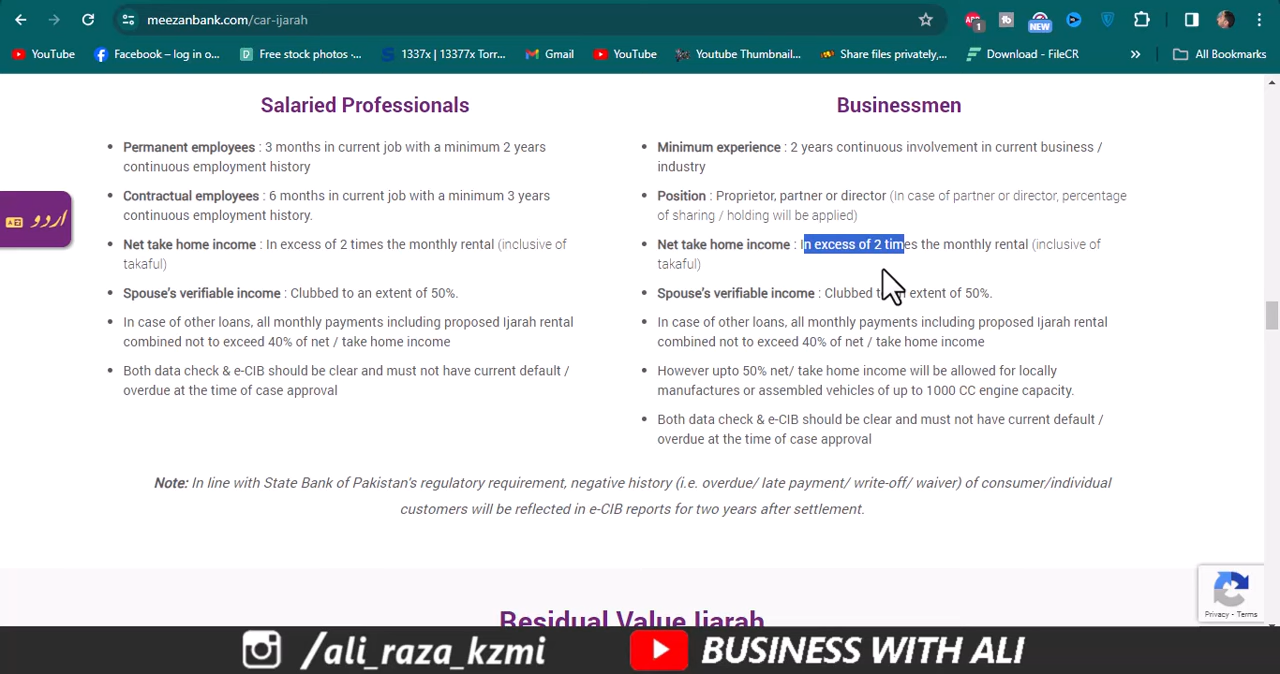 meezanbank.com/car-ijarah
1
NEW
YouTube
Facebook – log in o...
Free stock photos ·...
1337x | 13377x Torr...
Gmail
YouTube
Youtube Thumbnail...
Share files privately,...
Download - FileCR
»
All Bookmarks
Salaried Professionals
Permanent employees : 3 months in current job with a minimum 2 years
continuous employment history
Contractual employees : 6 months in current job with a minimum 3 years
continuous employment history.
Net take home income : In excess of 2 times the monthly rental (inclusive of
takaful)
Spouse's verifiable income : Clubbed to an extent of 50%.
In case of other loans, all monthly payments including proposed Ijarah rental
combined not to exceed 40% of net / take home income
Both data check & e-CIB should be clear and must not have current default /
overdue at the time of case approval
Businessmen
Minimum experience : 2 years continuous involvement in current business /
industry
Position : Proprietor, partner or director (In case of partner or director, percentage
of sharing / holding will be applied)
Net take home income : In excess of 2 times the monthly rental (inclusive of
takaful)
Spouse's verifiable income : Clubbed to an extent of 50%.
In case of other loans, all monthly payments including proposed Ijarah rental
combined not to exceed 40% of net / take home income
However upto 50% net/ take home income will be allowed for locally
manufactures or assembled vehicles of up to 1000 CC engine capacity.
Both data check & e-CIB should be clear and must not have current default /
overdue at the time of case approval
اردو
Note: In line with State Bank of Pakistan's regulatory requirement, negative history (i.e. overdue/ late payment/ write-off/ waiver) of consumer/individual
customers will be reflected in e-CIB reports for two years after settlement.
Privacy - Terms
Residual Value Ijarah
/ali_raza_kzmi
BUSINESS WITH ALI